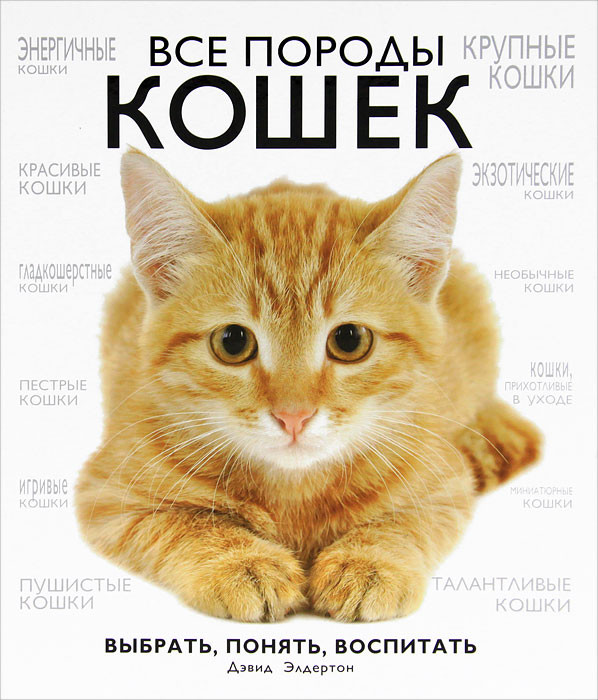 ВСЕ ПОРОДЫ
КОШЕК
ЭНЕРГИЧНЫЕ
КОШКИ
КРУПНЫЕ
КОШКИ
КРАСИВЫЕ
КОШКИ
ЭКЗОТИЧЕСКИЕ
КОШКИ
ГЛАДКОШЕРСТНЫЕ
КОШКИ
НЕОБЫЧНЫЕ
КОШКИ
ПЕСТРЫЕ
КОШКИ
КОШКИ,
ПРИХОТЛИВЫЕ
В УХОДЕ
ИГРИВЫЕ
КОШКИ
МИНИАТЮРНЫЕ
КОШКИ
ПУШИСТЫЕ
КОШКИ
ТАЛАНТЛИВЫЕ
КОШКИ
ВЫБРАТЬ, ПОНЯТЬ, ВОСПИТАТЬ
Дэвид Элдертон